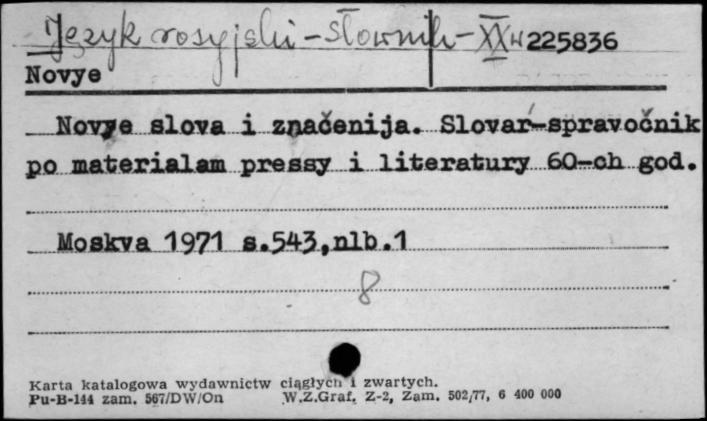 Język rosyjski - słownik - XX w 225836
Novye
Novye slova i značenija. Slovaŕ-spravočnik
po materialam pressy i literatury 60-ch god.
Moskva 1971 s.543,nlb.1
8
Karta katalogowa wydawnictw ciągłych i zwartych.
Pu-B-144 zam. 567/DW/On W.Z.Graf. Z-2, Zam. 502/77, 6 400 000